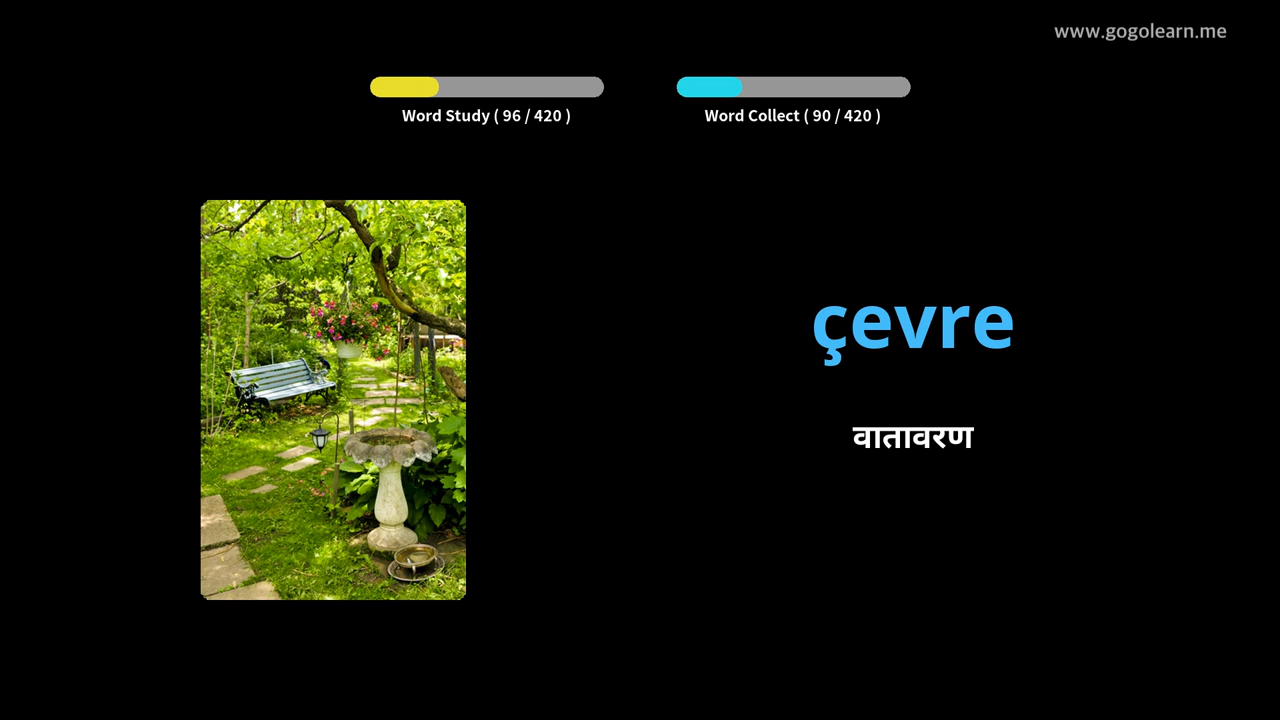 www.gogolearn.me
Word Study ( 96 / 420 )
Word Collect ( 90 / 420 )
çevre
वातावरण